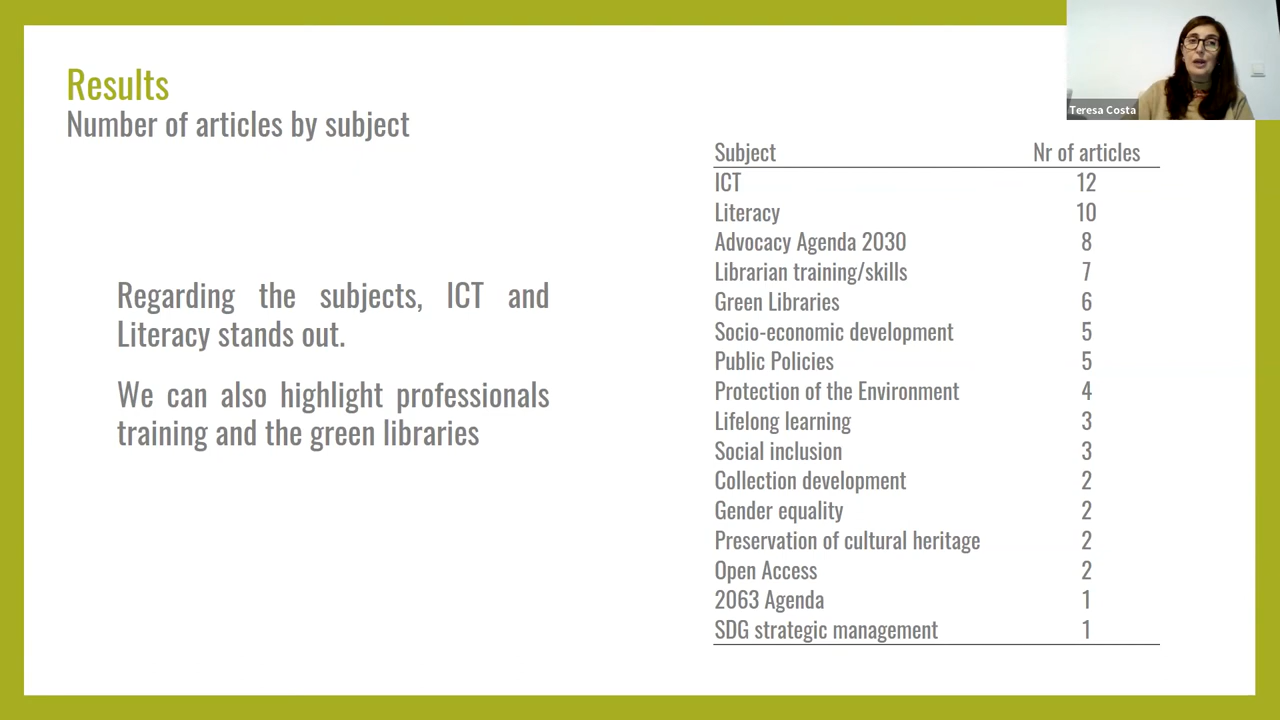 Results
Number of articles by subject
Teresa Costa
Regarding the subjects, ICT and
Literacy stands out.
We can also highlight professionals
training and the green libraries
Subject Nr of articles
ICT 12
Literacy 10
Advocacy Agenda 2030 8
Librarian training/skills 7
Green Libraries 6
Socio-economic development 5
Public Policies 5
Protection of the Environment 4
Lifelong learning 3
Social inclusion 3
Collection development 2
Gender equality 2
Preservation of cultural heritage 2
Open Access 2
2063 Agenda 1
SDG strategic management 1